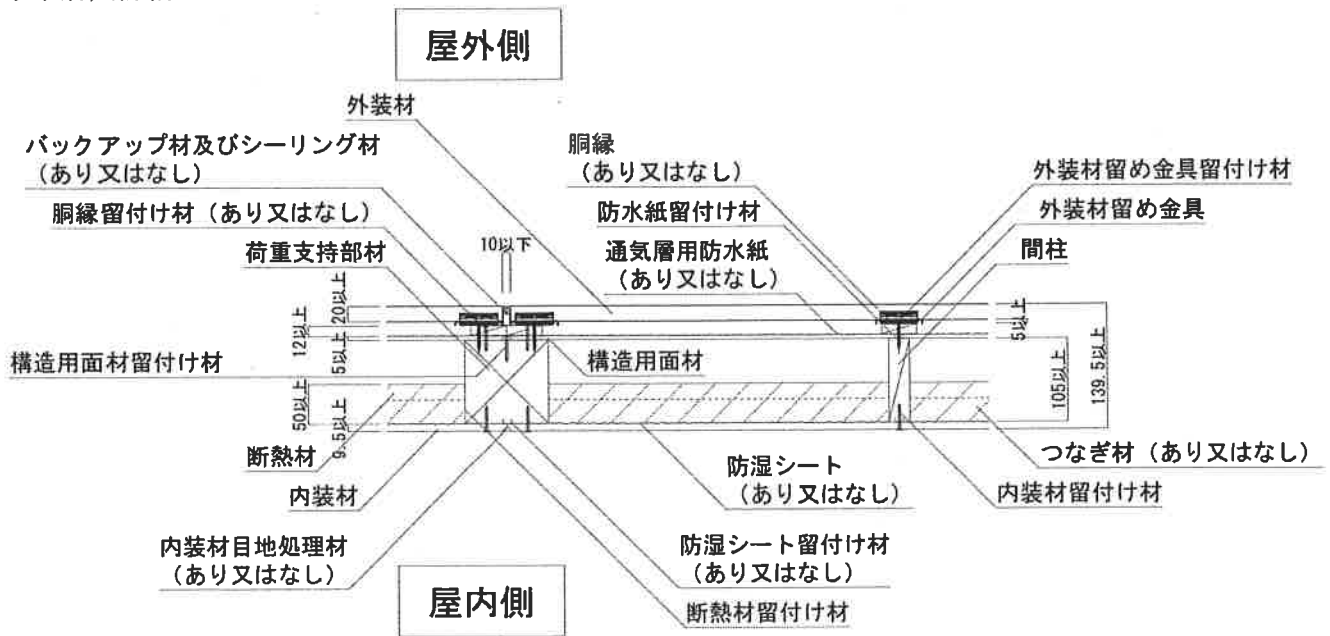 屋外側
外装材
バックアップ材及びシーリング材
（あり又はなし）
胴縁
（あり又はなし）
外装材留め金具留付け材
胴縁留付け材（あり又はなし）
防水紙留付け材
外装材留め金具
荷重支持部材
10以下
通気層用防水紙
（あり又はなし）
間柱
20以上
12以上
5以上
5以上
構造用面材留付け材
構造用面材
105以上
139.5以上
50以上
9.5以上
断熱材
防湿シート
（あり又はなし）
つなぎ材（あり又はなし）
内装材
内装材留付け材
内装材目地処理材
（あり又はなし）
防湿シート留付け材
（あり又はなし）
屋内側
断熱材留付け材